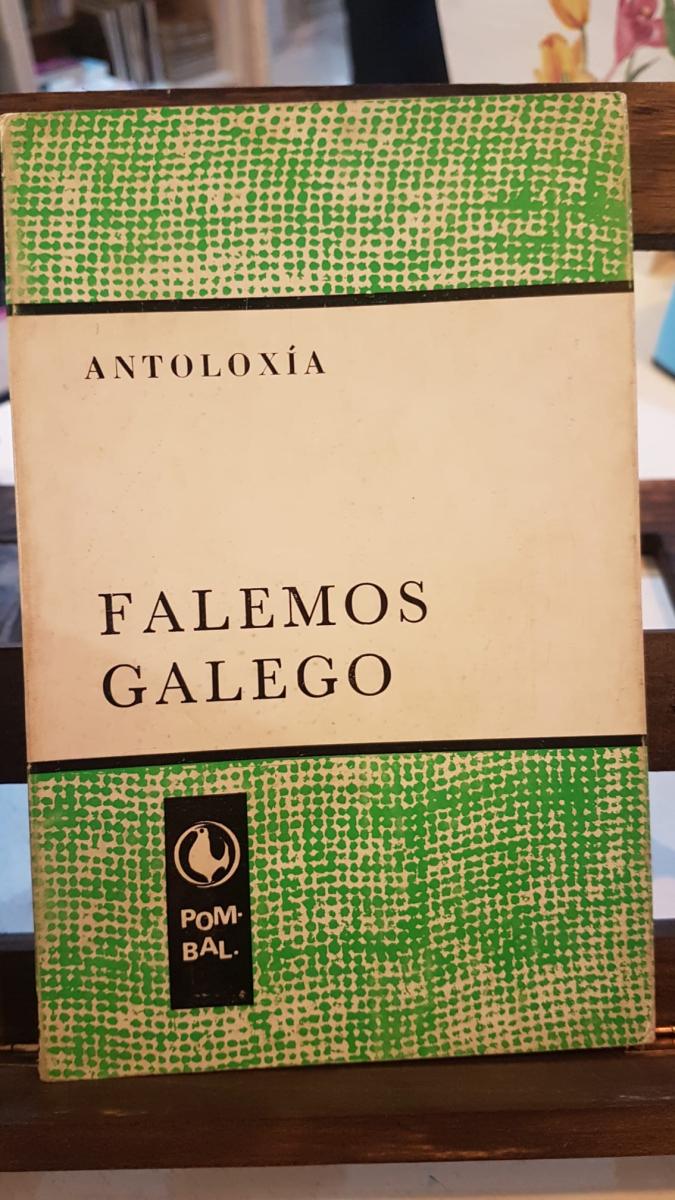 ANTOLOXÍA
FALEMOS
GALEGO
POM-
BAL.